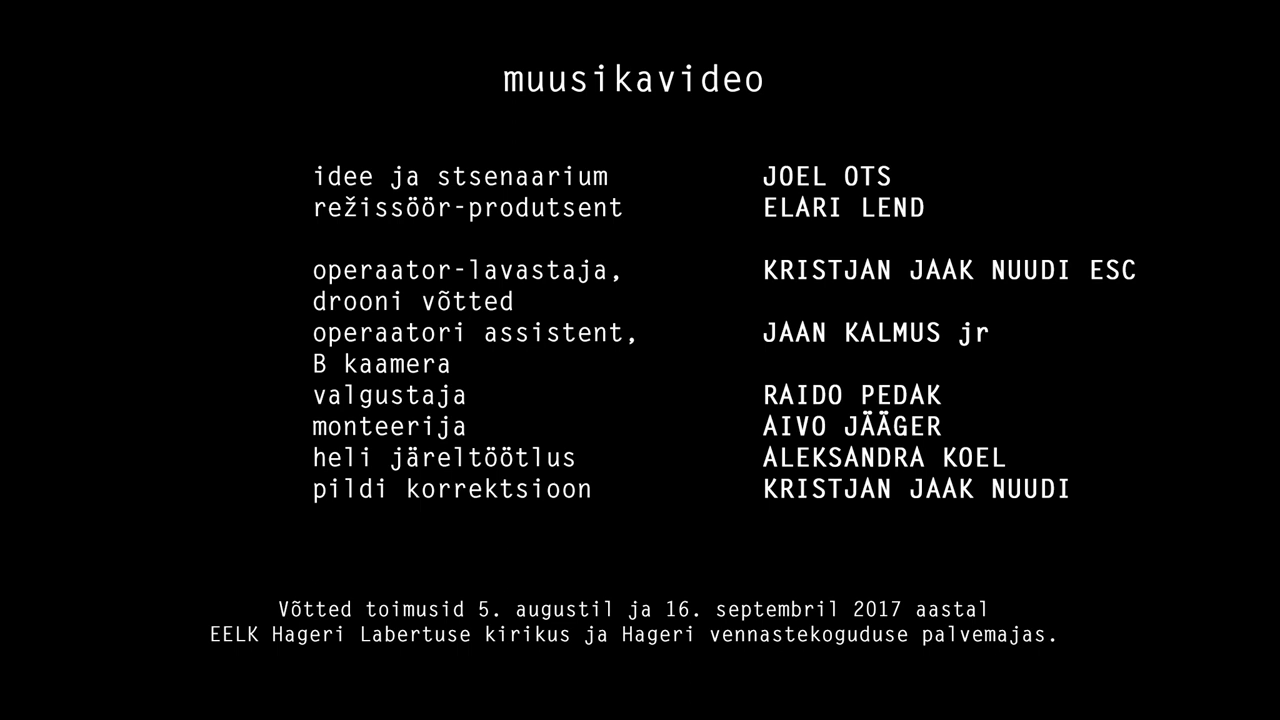 muusikavideo
idee ja stsenaarium JOEL OTS
režissöör-produtsent ELARI LEND
operaator-lavastaja, KRISTJAN JAAK NUUDI ESC
drooni võtted
operaatori assistent, JAAN KALMUS jr
B kaamera
valgustaja RAIDO PEDAK
monteerija AIVO JÄÄGER
heli järeltöötlus ALEKSANDRA KOEL
pildi korrektsioon KRISTJAN JAAK NUUDI
Võtted toimusid 5. augustil ja 16. septembril 2017 aastal
EELK Hageri Labertuse kirikus ja Hageri vennastekoguduse palvemajas.